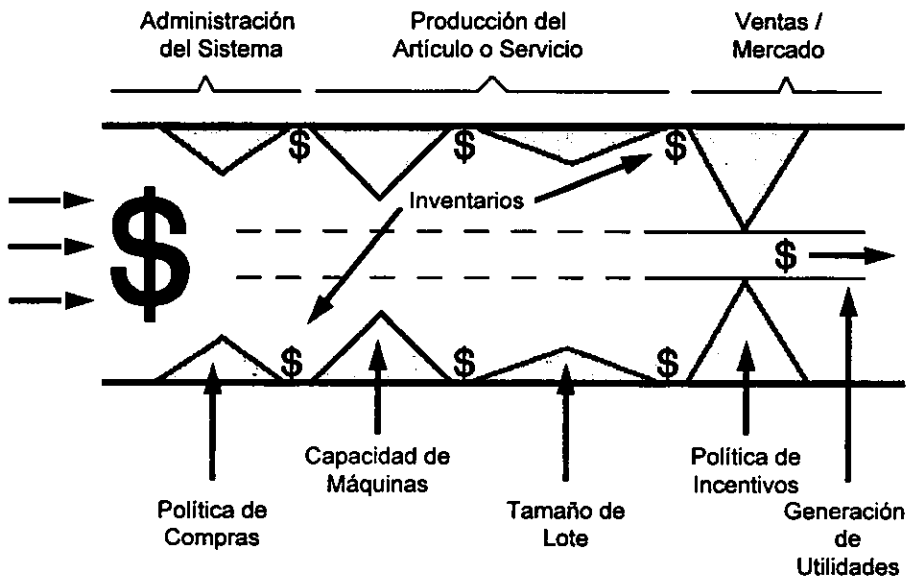 Administración
del Sistema
Producción del
Artículo o Servicio
Ventas /
Mercado
$ $ $
Inventarios
$
$
$ $ $
Política de
Compras
Capacidad de
Máquinas
Tamaño de
Lote
Política de
Incentivos
Generación
de
Utilidades